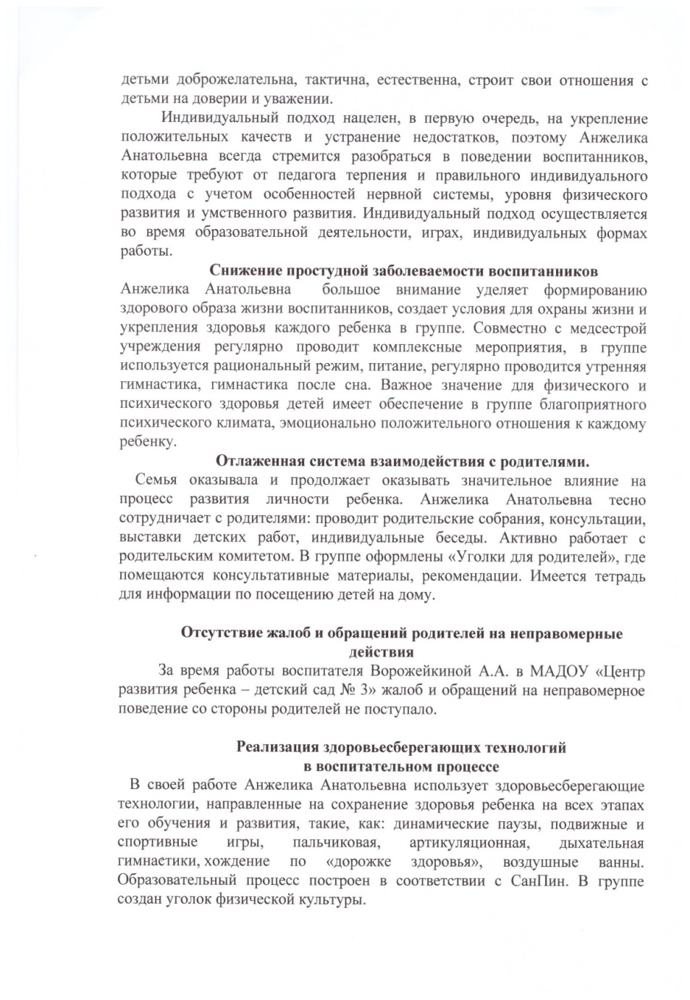 детьми доброжелательна, тактична, естественна, строит свои отношения с
детьми на доверии и уважении.
Индивидуальный подход нацелен, в первую очередь, на укрепление
положительных качеств и устранение недостатков, поэтому Анжелика
Анатольевна всегда стремится разобраться в поведении воспитанников,
которые требуют от педагога терпения и правильного индивидуального
подхода с учетом особенностей нервной системы, уровня физического
развития и умственного развития. Индивидуальный подход осуществляется
во время образовательной деятельности, играх, индивидуальных формах
работы.
Снижение простудной заболеваемости воспитанников
Анжелика Анатольевна большое внимание уделяет формированию
здорового образа жизни воспитанников, создает условия для охраны жизни и
укрепления здоровья каждого ребенка в группе. Совместно с медсестрой
учреждения регулярно проводит комплексные мероприятия, в группе
используется рациональный режим, питание, регулярно проводится утренняя
гимнастика, гимнастика после сна. Важное значение для физического и
психического здоровья детей имеет обеспечение в группе благоприятного
психического климата, эмоционально положительного отношения к каждому
ребенку.
Отлаженная система взаимодействия с родителями.
Семья оказывала и продолжает оказывать значительное влияние на
процесс развития личности ребенка. Анжелика Анатольевна тесно
сотрудничает с родителями: проводит родительские собрания, консультации,
выставки детских работ, индивидуальные беседы. Активно работает с
родительским комитетом. В группе оформлены «Уголки для родителей», где
помещаются консультативные материалы, рекомендации. Имеется тетрадь
для информации по посещению детей на дому.
Отсутствие жалоб и обращений родителей на неправомерные
действия
За время работы воспитателя Ворожейкиной А.А. в МАДОУ «Центр
развития ребенка – детский сад № 3» жалоб и обращений на неправомерное
поведение со стороны родителей не поступало.
Реализация здоровьесберегающих технологий
в воспитательном процессе
В своей работе Анжелика Анатольевна использует здоровьесберегающие
технологии, направленные на сохранение здоровья ребенка на всех этапах
его обучения и развития, такие, как: динамические паузы, подвижные и
спортивные игры, пальчиковая, артикуляционная, дыхательная
гимнастики, хождение по «дорожке здоровья», воздушные ванны.
Образовательный процесс построен в соответствии с СанПин. В группе
создан уголок физической культуры.